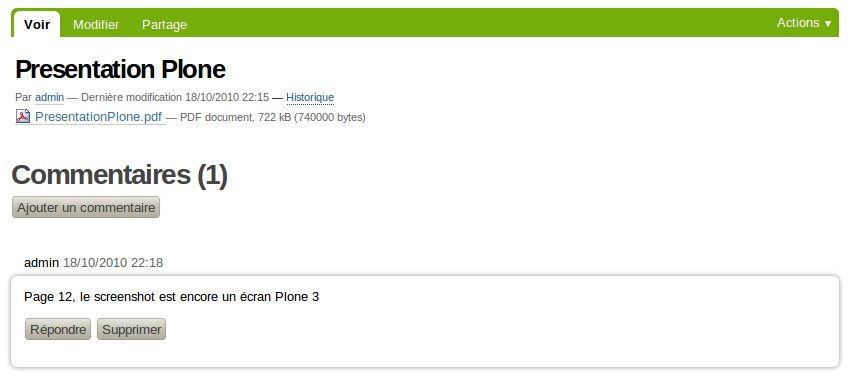 Voir Modifier Partage Actions ▼
Presentation Plone
Par admin — Dernière modification 18/10/2010 22:15 — Historique
PresentationPlone.pdf — PDF document, 722 kB (740000 bytes)
Commentaires (1)
Ajouter un commentaire
admin 18/10/2010 22:18
Page 12, le screenshot est encore un écran Plone 3
Répondre Supprimer